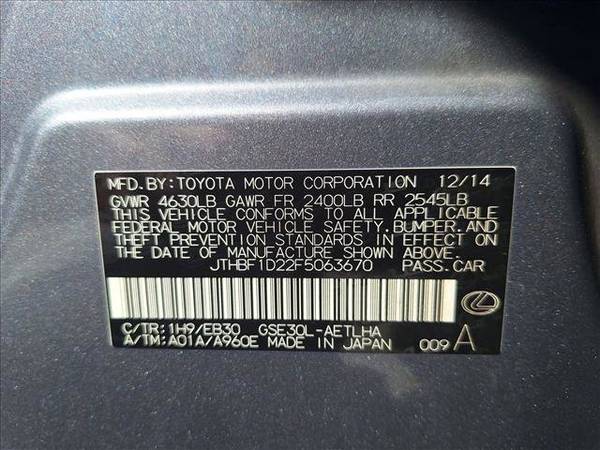 MFD. BY: TOYOTA MOTOR CORPORATION 12/14
GVWR 4630LB GAWR FR 2400LB RR 2545LB
THIS VEHICLE CONFORMS TO ALL APPLICABLE
FEDERAL MOTOR VEHICLE SAFETY, BUMPER, AND
THEFT PREVENTION STANDARDS IN EFFECT ON
THE DATE OF MANUFACTURE SHOWN ABOVE.
JTHBF1D22F5063670 PASS. CAR
C/TR: 1H9/EB30 GSE30L-AETLHA
A/TM: A01A/A960E MADE IN JAPAN 009 A